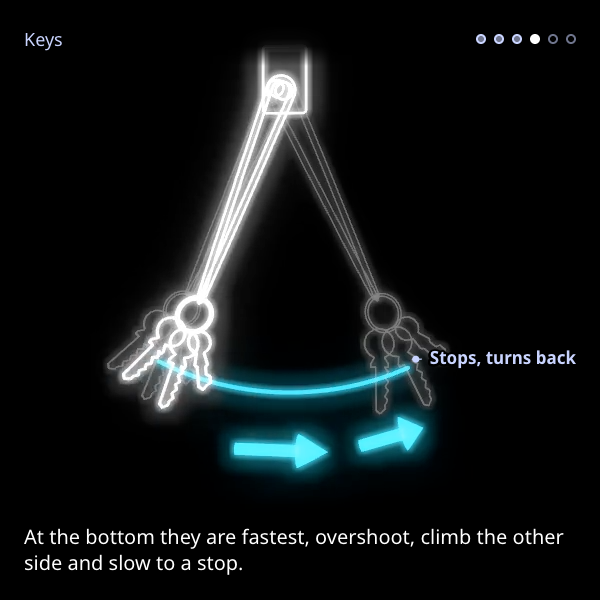 Keys
Stops, turns back
At the bottom they are fastest, overshoot, climb the other
side and slow to a stop.